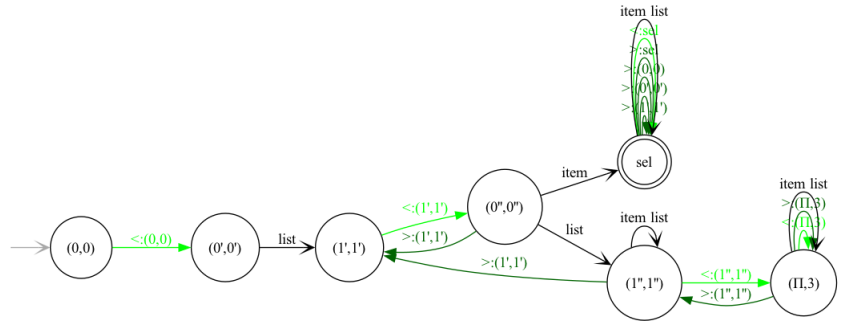 item list
<:sel
>:sel
>:(0,0)
>:(0',0')
>:(1',1')
sel
item
item list
<:(1',1')
(0'',0'')
>:(Π,3)
<:(Π,3)
>:(1',1')
list
item list
<:(0,0)
list
(0,0)
(0',0')
(1',1')
>:(1',1')
<:(1'',1'')
(1'',1'')
(Π,3)
>:(1'',1'')